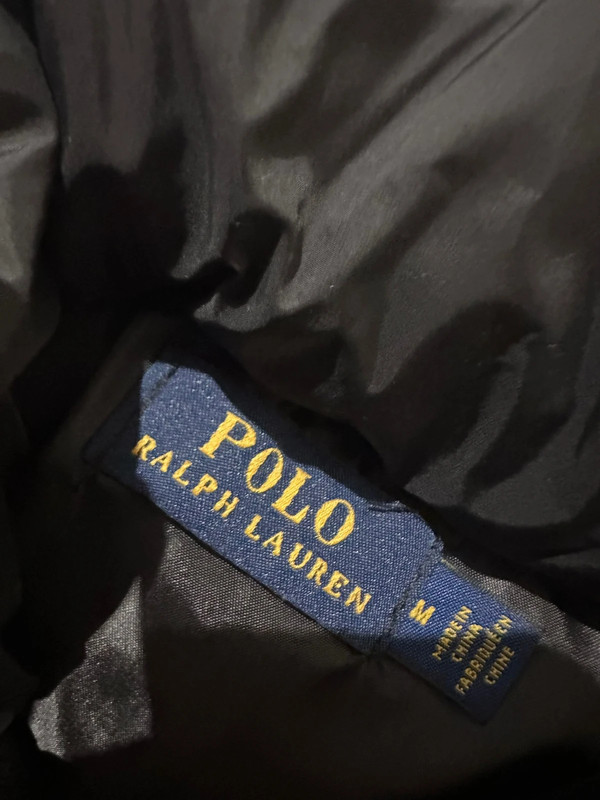 POLO
RALPH LAUREN
M
MADE IN
CHINA
FABRIQUÉ EN
CHINE